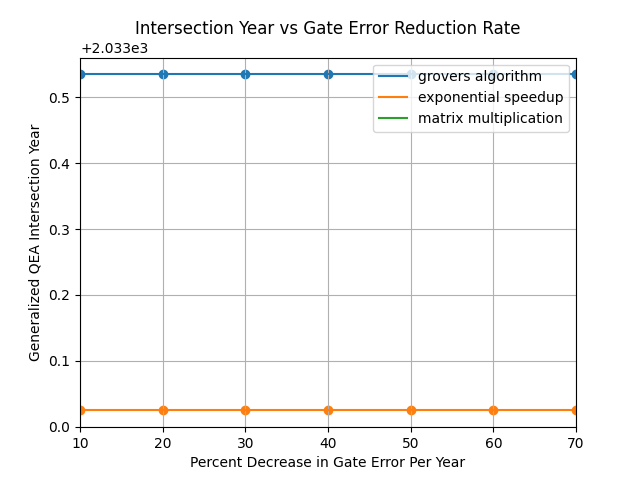 Intersection Year vs Gate Error Reduction Rate
+2.033e3
grovers algorithm
exponential speedup
matrix multiplication
Generalized QEA Intersection Year
0.5
0.4
0.3
0.2
0.1
0.0
10 20 30 40 50 60 70
Percent Decrease in Gate Error Per Year